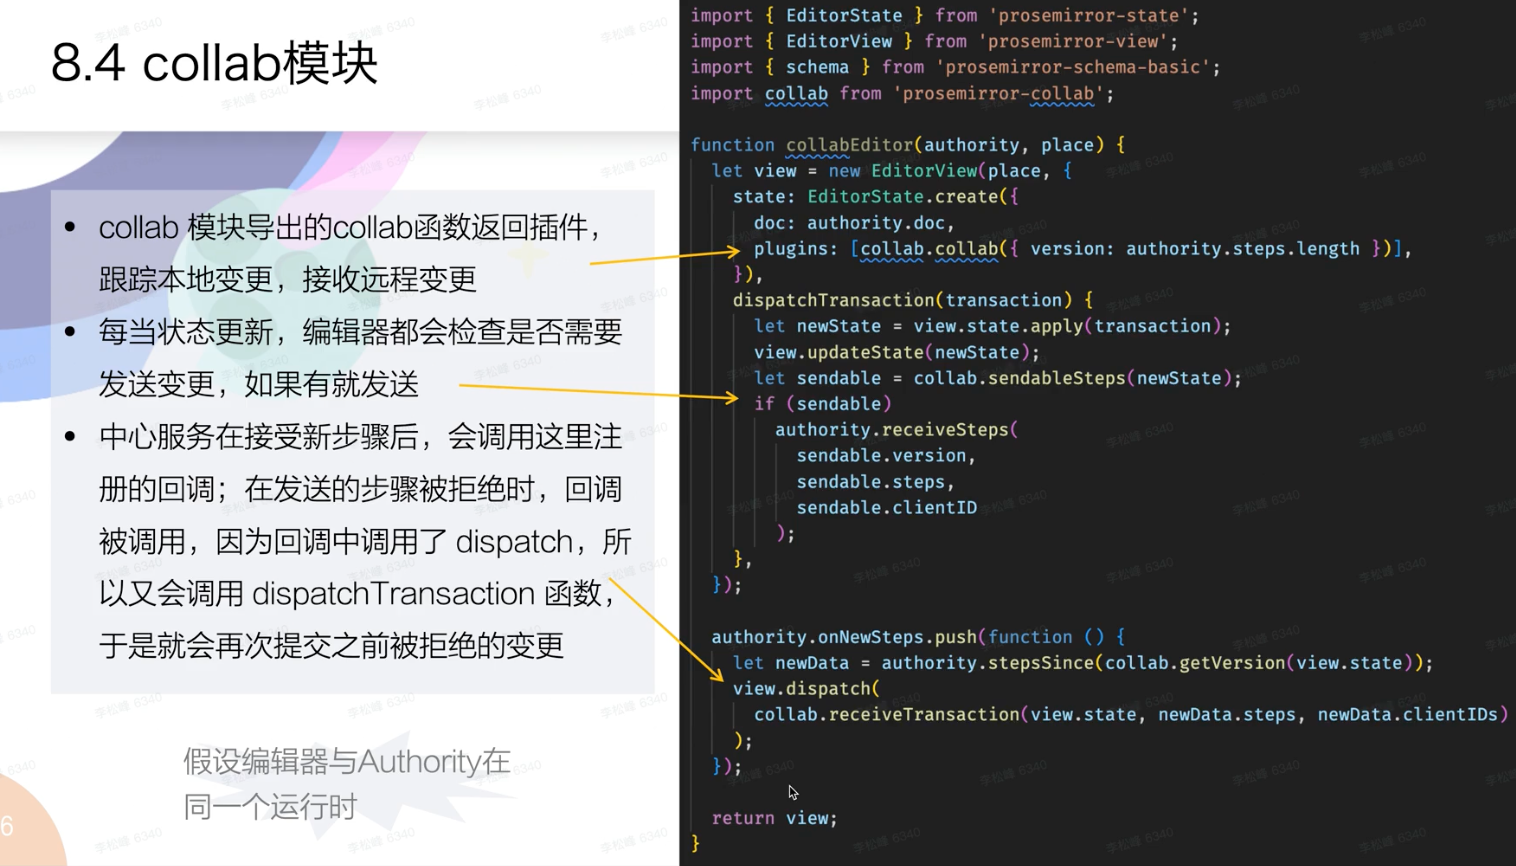 8.4 collab模块
• collab 模块导出的collab函数返回插件，
跟踪本地变更，接收远程变更
• 每当状态更新，编辑器都会检查是否需要
发送变更，如果有就发送
• 中心服务在接受新步骤后，会调用这里注
册的回调；在发送的步骤被拒绝时，回调
被调用，因为回调中调用了 dispatch，所
以又会调用 dispatchTransaction 函数，
于是就会再次提交之前被拒绝的变更
假设编辑器与Authority在
同一个运行时
6
import { EditorState } from 'prosemirror-state';
import { EditorView } from 'prosemirror-view';
import { schema } from 'prosemirror-schema-basic';
import collab from 'prosemirror-collab';
function collabEditor(authority, place) {
let view = new EditorView(place, {
state: EditorState.create({
doc: authority.doc,
plugins: [collab.collab({ version: authority.steps.length })],
}),
dispatchTransaction(transaction) {
let newState = view.state.apply(transaction);
view.updateState(newState);
let sendable = collab.sendableSteps(newState);
if (sendable)
authority.receiveSteps(
sendable.version,
sendable.steps,
sendable.clientID
);
},
});
authority.onNewSteps.push(function () {
let newData = authority.stepsSince(collab.getVersion(view.state));
view.dispatch(
collab.receiveTransaction(view.state, newData.steps, newData.clientIDs)
);
});
return view;
}
李松峰 6340